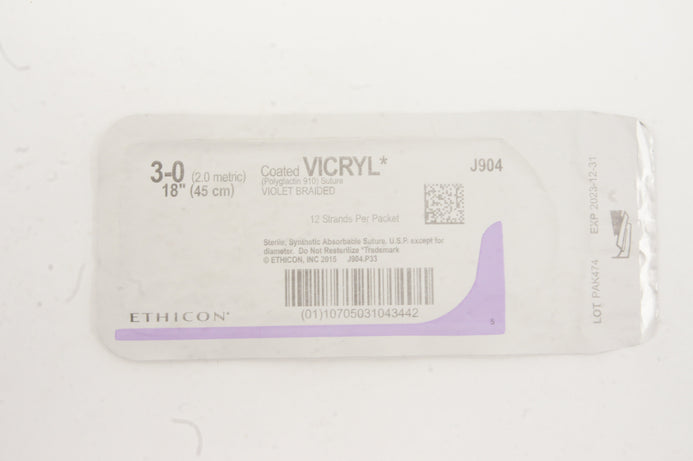 3-0 (2.0 metric)
18" (45 cm)
Coated VICRYL*
(Polyglactin 910) Suture
VIOLET BRAIDED
J904
12 Strands Per Packet
Sterile, Synthetic Absorbable Suture, U.S.P. except for
diameter. Do Not Resterilize *Trademark
© ETHICON, INC 2015 J904.P33
(01)10705031043442
ETHICON*
5
LOT PAK474 EXP 2023-12-31